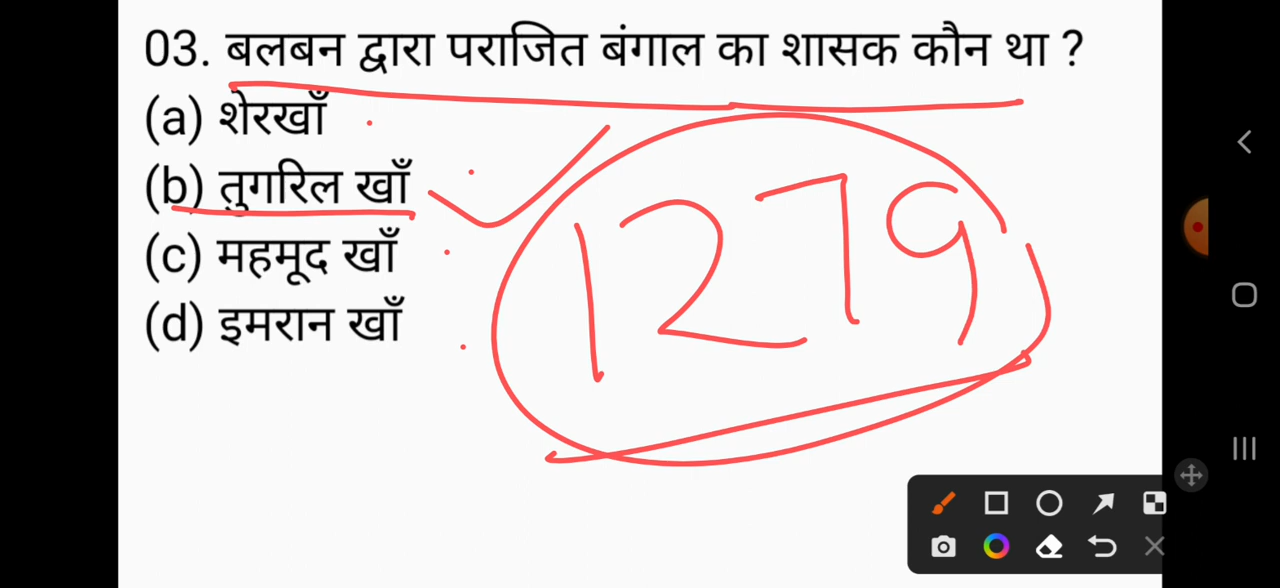 03. बलबन द्वारा पराजित बंगाल का शासक कौन था ?
(a) शेरखाँ
(b) तुगरिल खाँ
(c) महमूद खाँ
(d) इमरान खाँ
1279